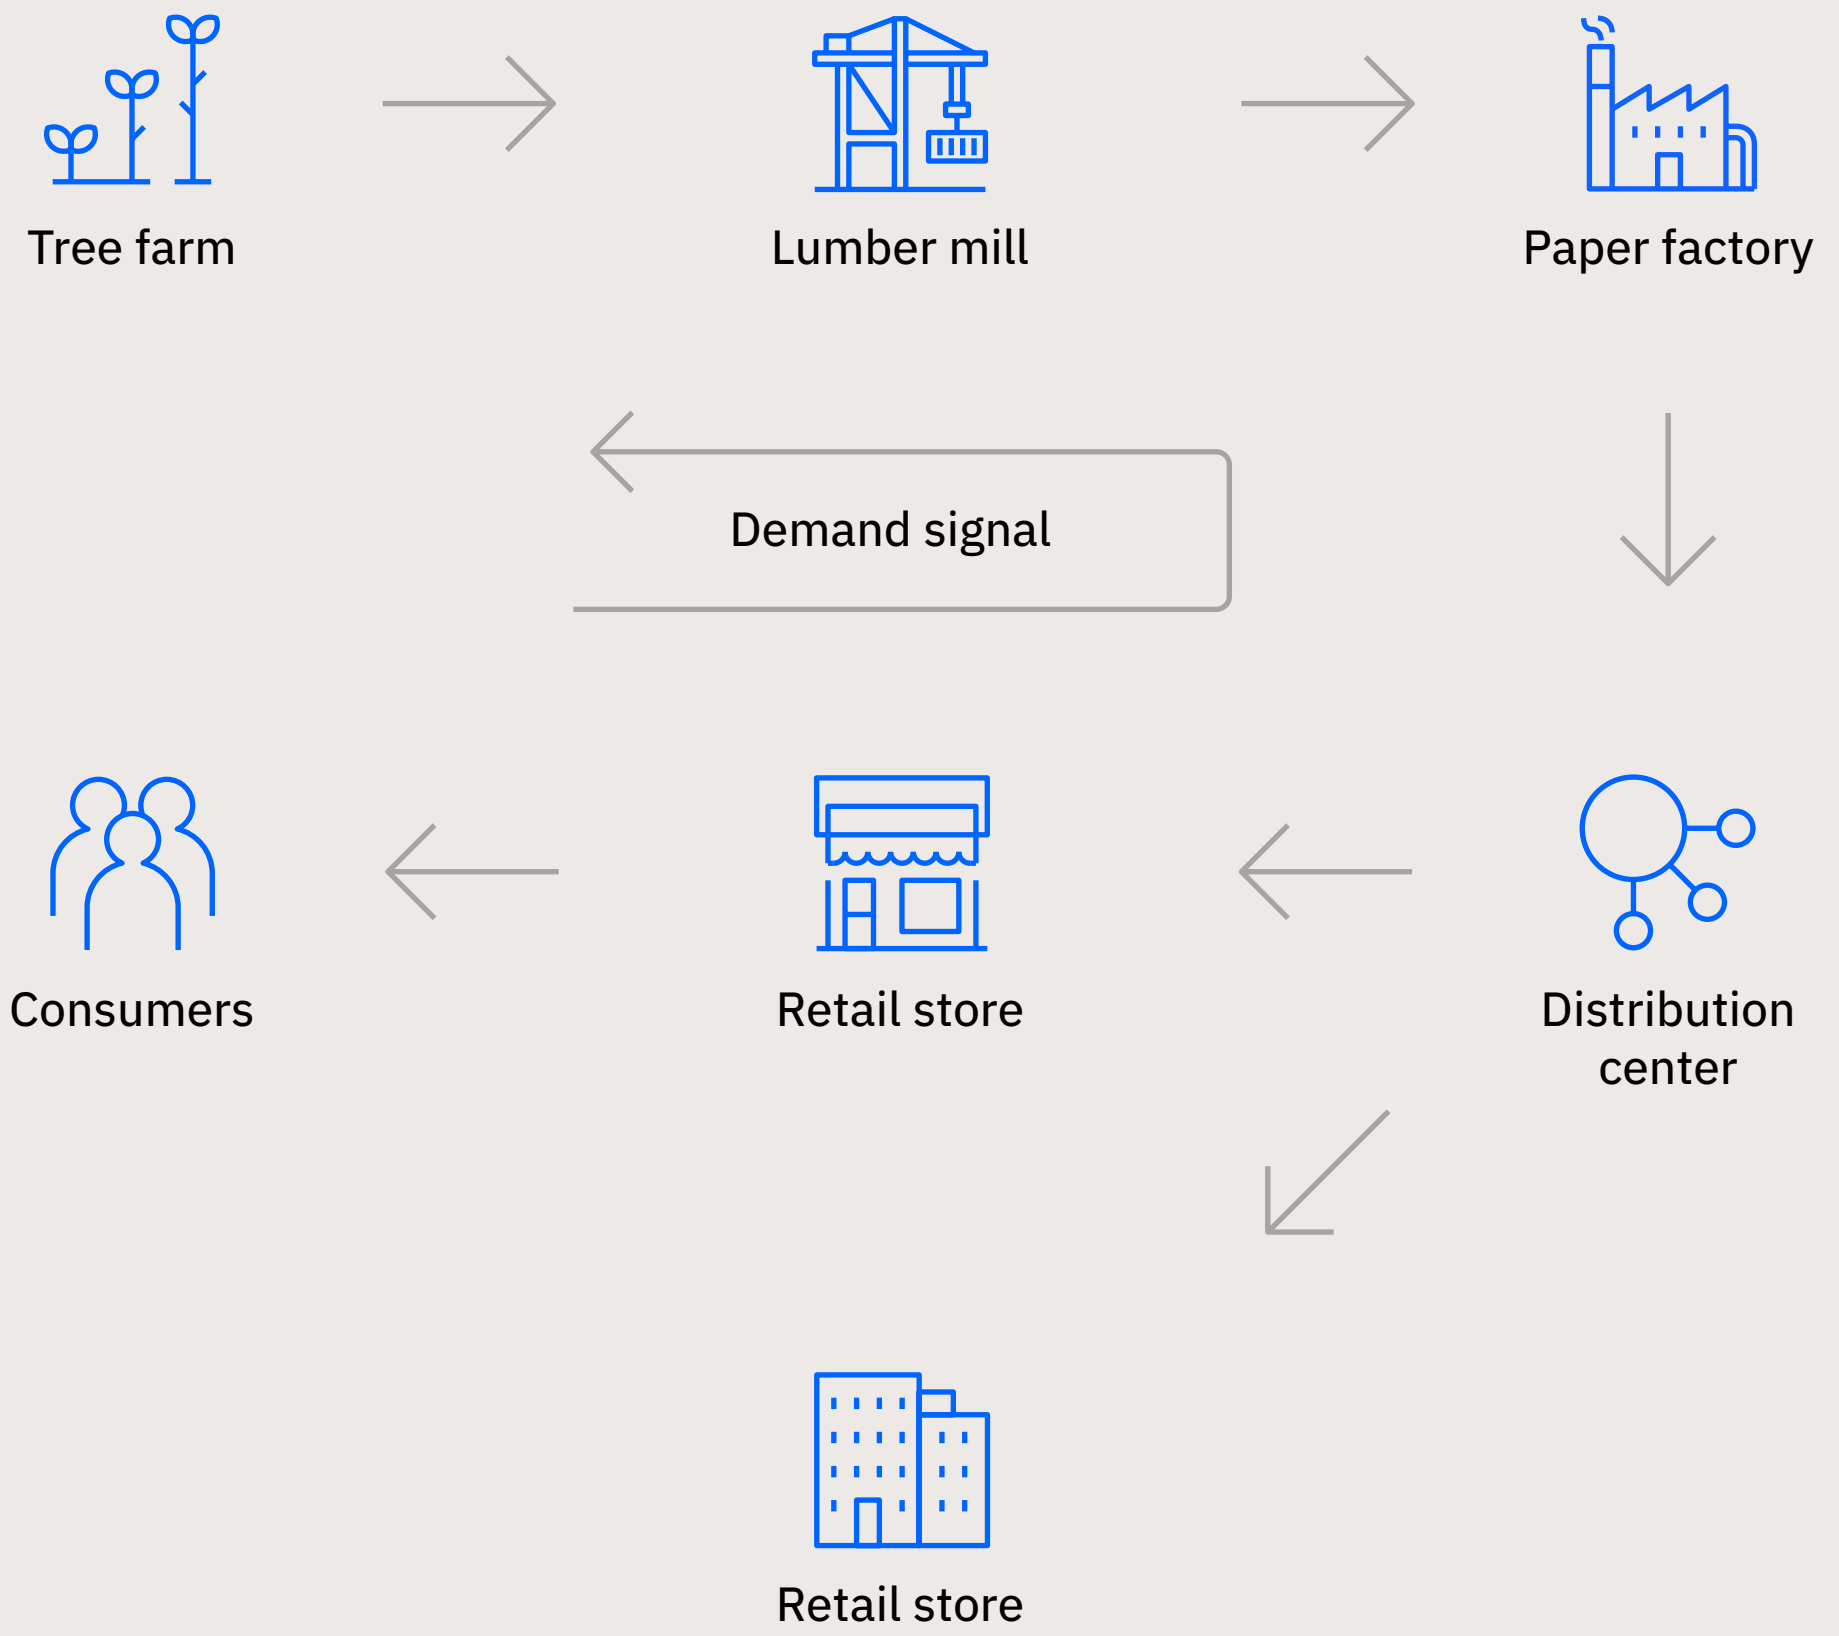 Tree farm
Lumber mill
Paper factory
Demand signal
Consumers
Retail store
Distribution
center
Retail store